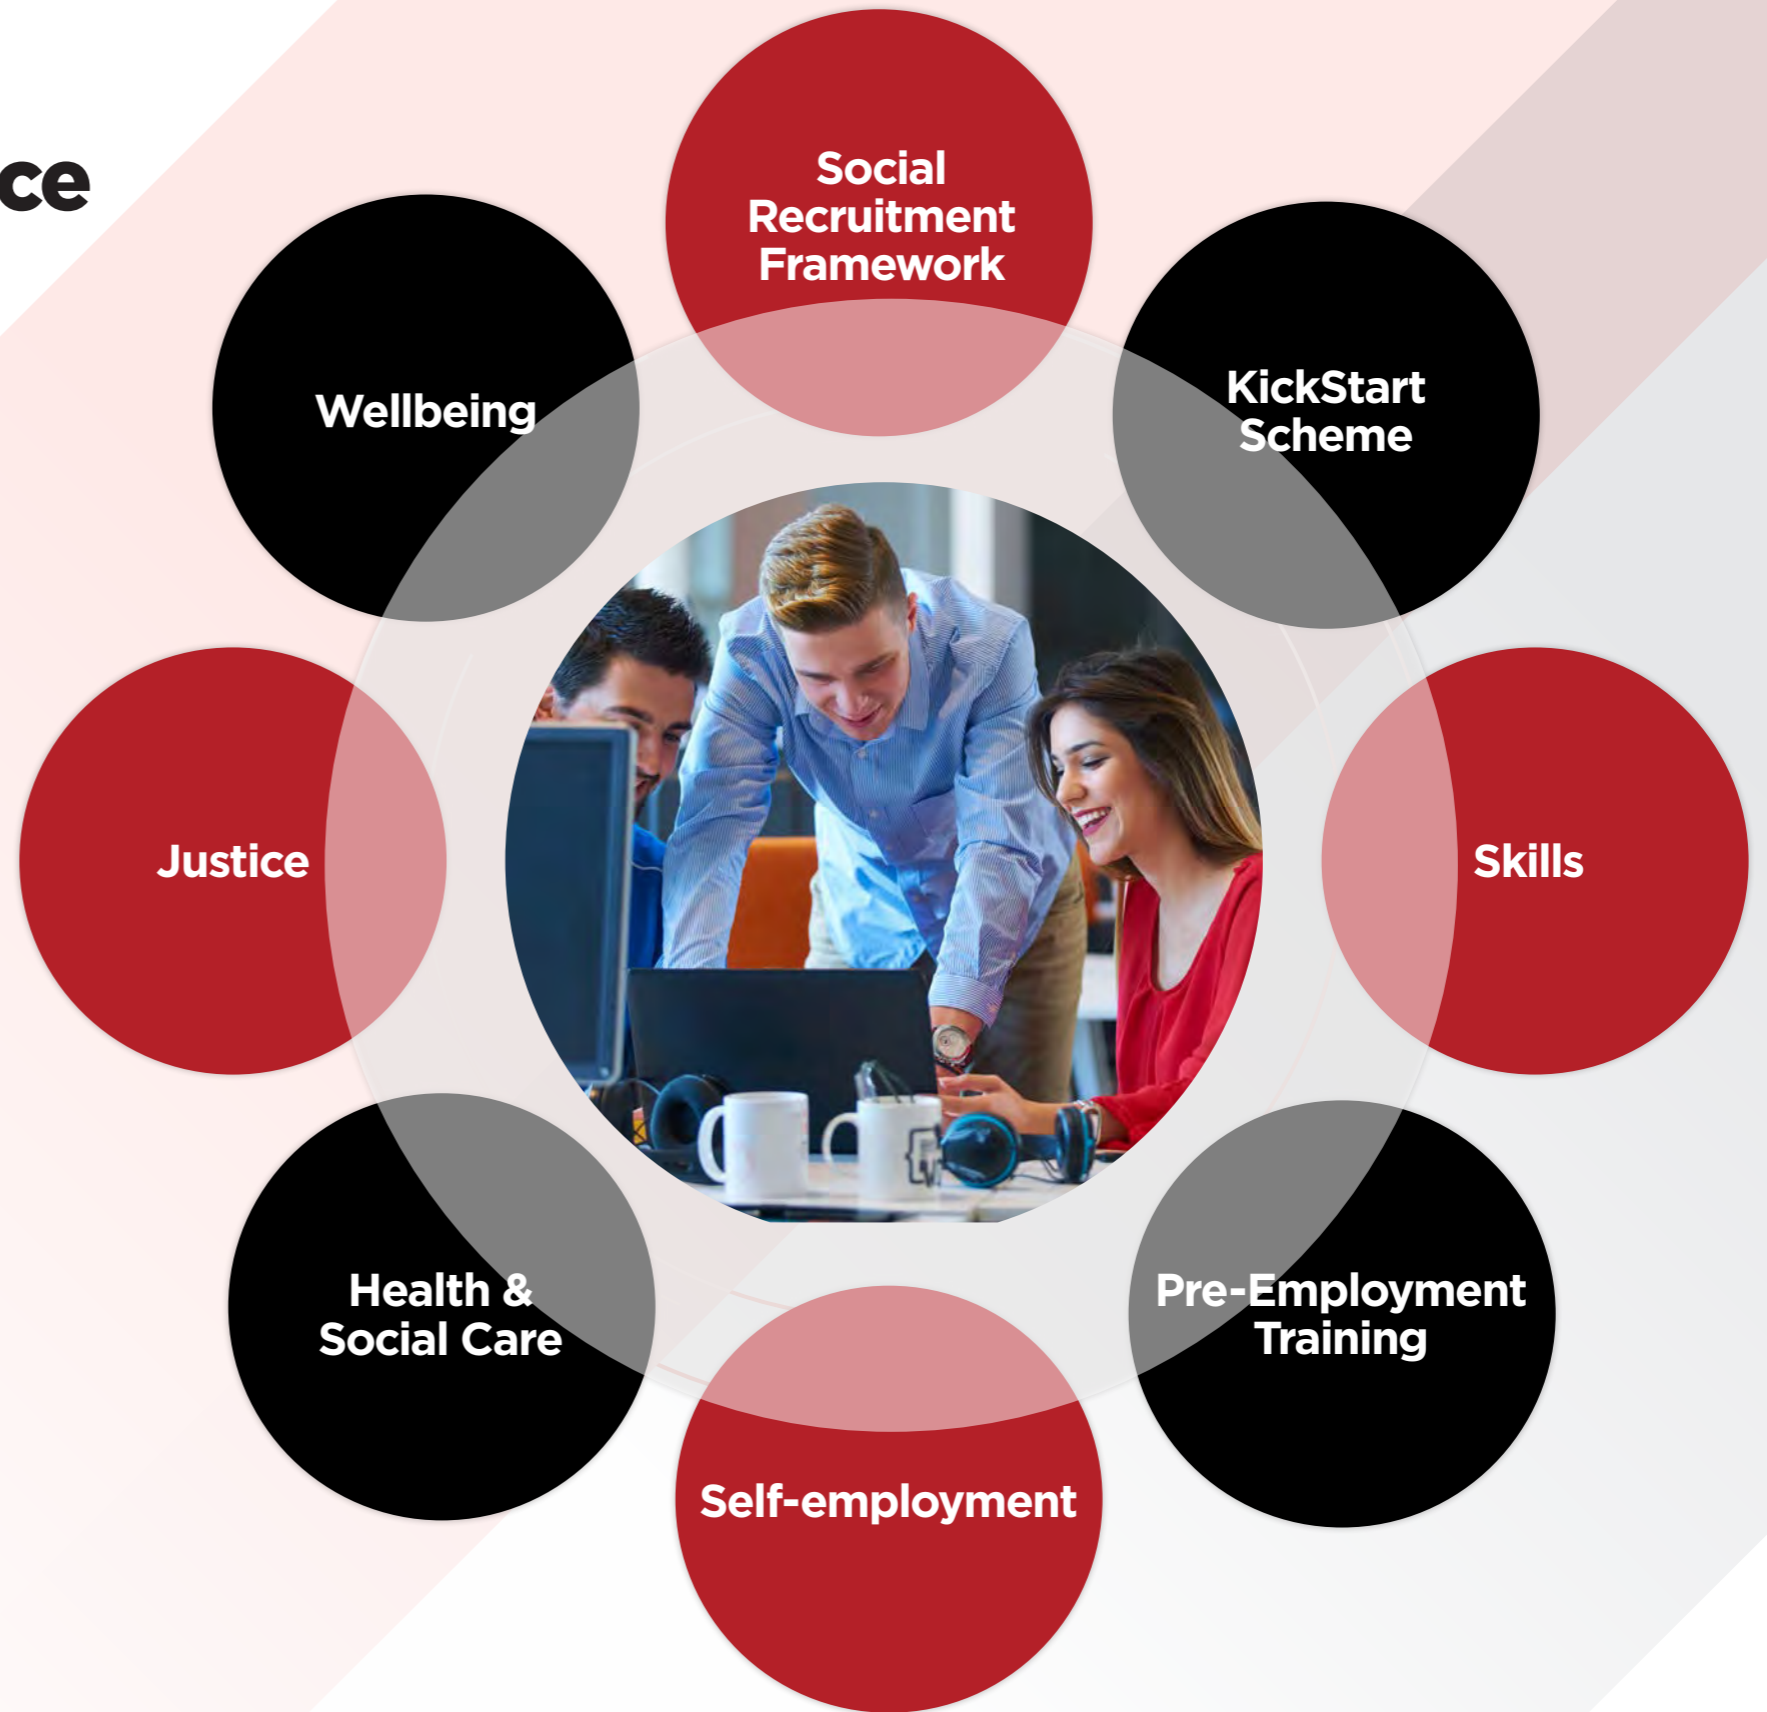 ce
Social
Recruitment
Framework
KickStart
Scheme
Wellbeing
Justice
Skills
Health &
Social Care
Pre-Employment
Training
Self-employment